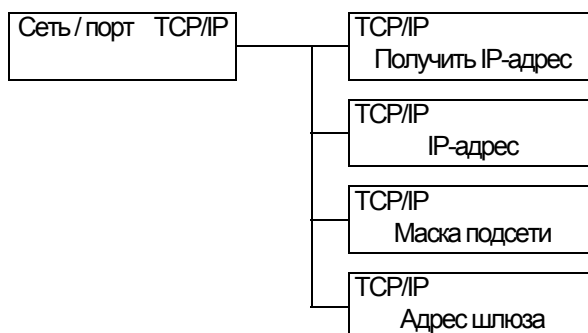 Сеть / порт TCP/IP
TCP/IP
Получить IP-адрес
TCP/IP
IP-адрес
TCP/IP
Маска подсети
TCP/IP
Адрес шлюза